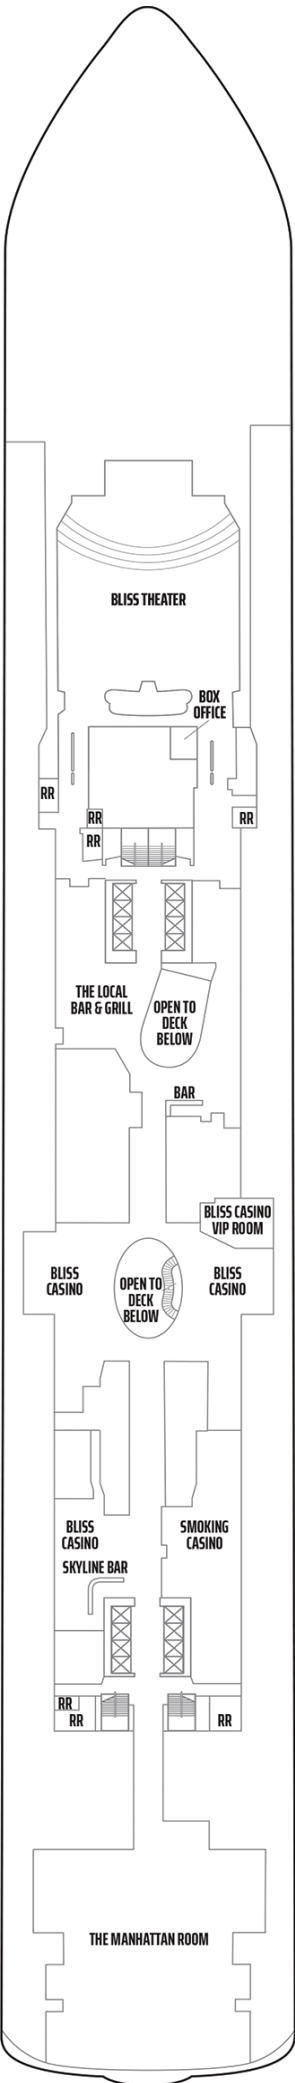 BLISS THEATER
BOX
OFFICE
RR
RR
RR
RR
THE LOCAL
BAR & GRILL
OPEN TO
DECK
BELOW
BAR
BLISS CASINO
VIP ROOM
BLISS
CASINO
OPEN TO
DECK
BELOW
BLISS
CASINO
BLISS
CASINO
SMOKING
CASINO
SKYLINE BAR
RR
RR
RR
THE MANHATTAN ROOM